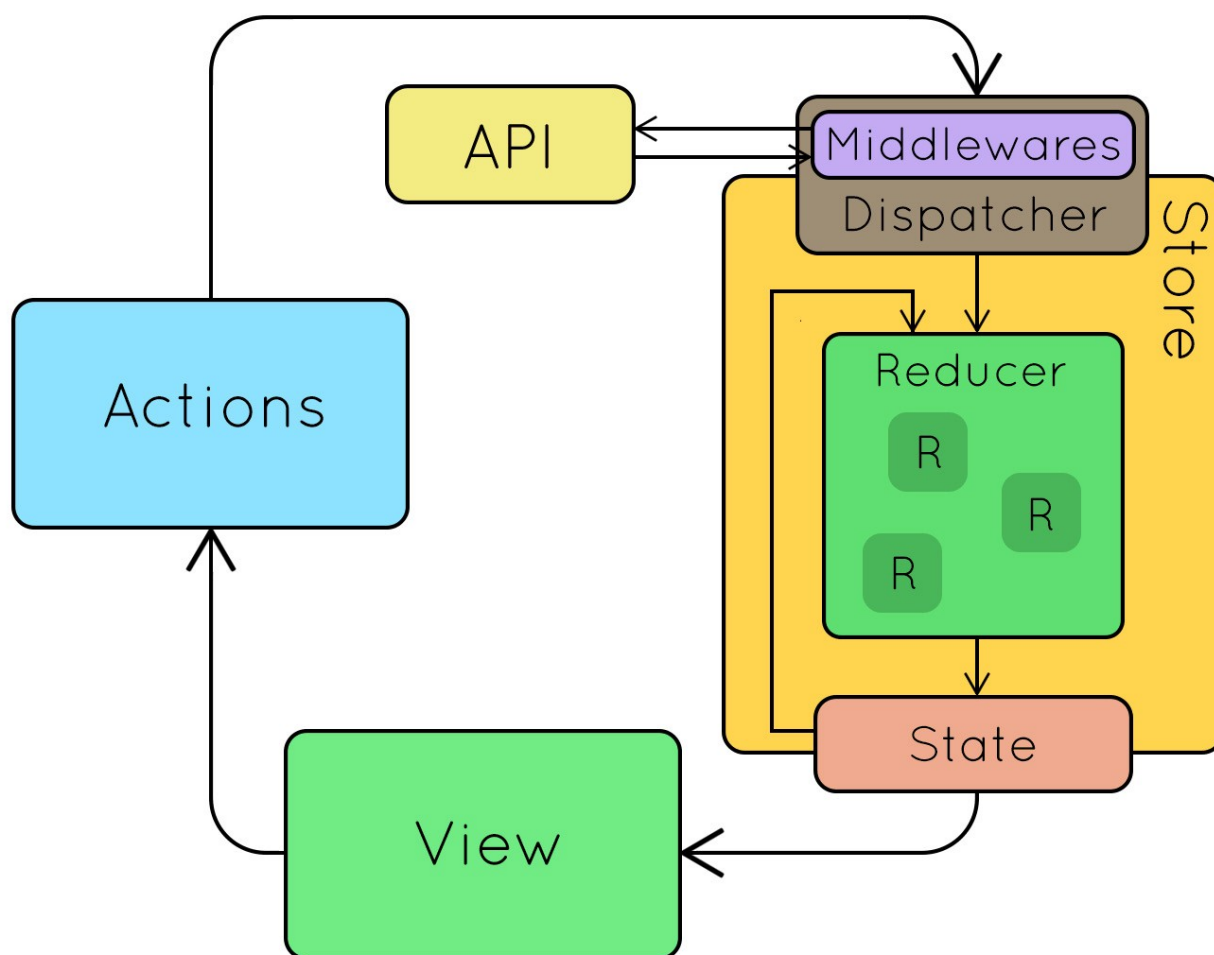 API
Middlewares
Dispatcher
Store
Actions
Reducer
R
R
R
State
View